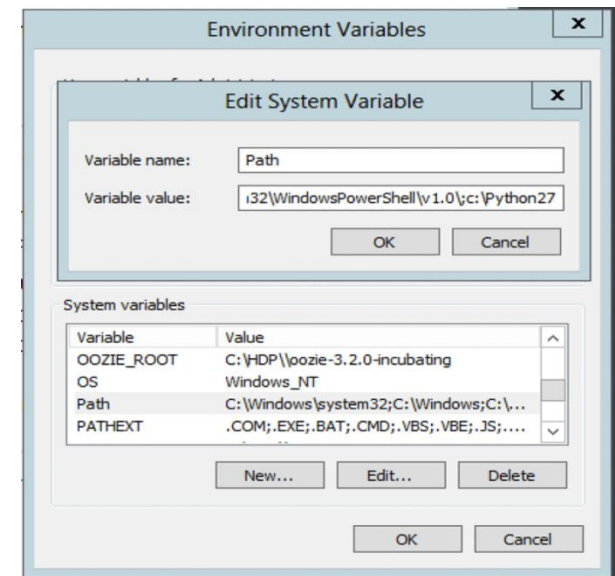 Environment Variables
x
Edit System Variable
x
Variable name:
Path
Variable value:
32\WindowsPowerShell\v1.0\;c:\Python27
OK
Cancel
System variables
Variable Value
OOZIE_ROOT C:\HDP\\oozie-3.2.0-incubating
OS Windows_NT
Path C:\Windows\system32;C:\Windows;C:\...
PATHEXT .COM;.EXE;.BAT;.CMD;.VBS;.VBE;.JS;....
New... Edit... Delete
OK Cancel